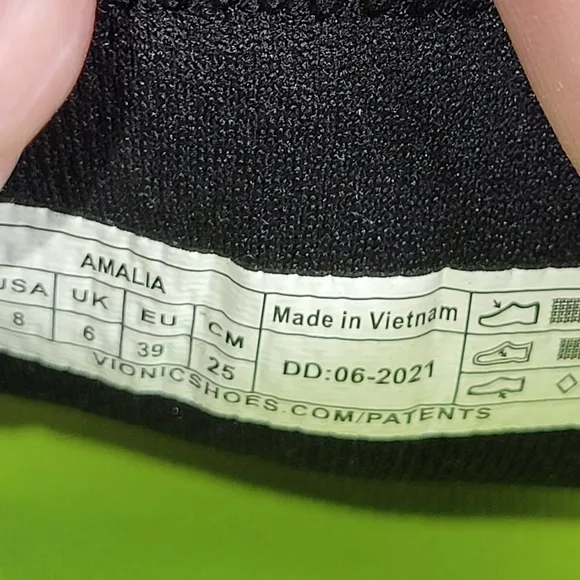 AMALIA
USA UK EU CM
8 6 39 25
Made in Vietnam
DD:06-2021
VIONICSHOES.COM/PATENTS